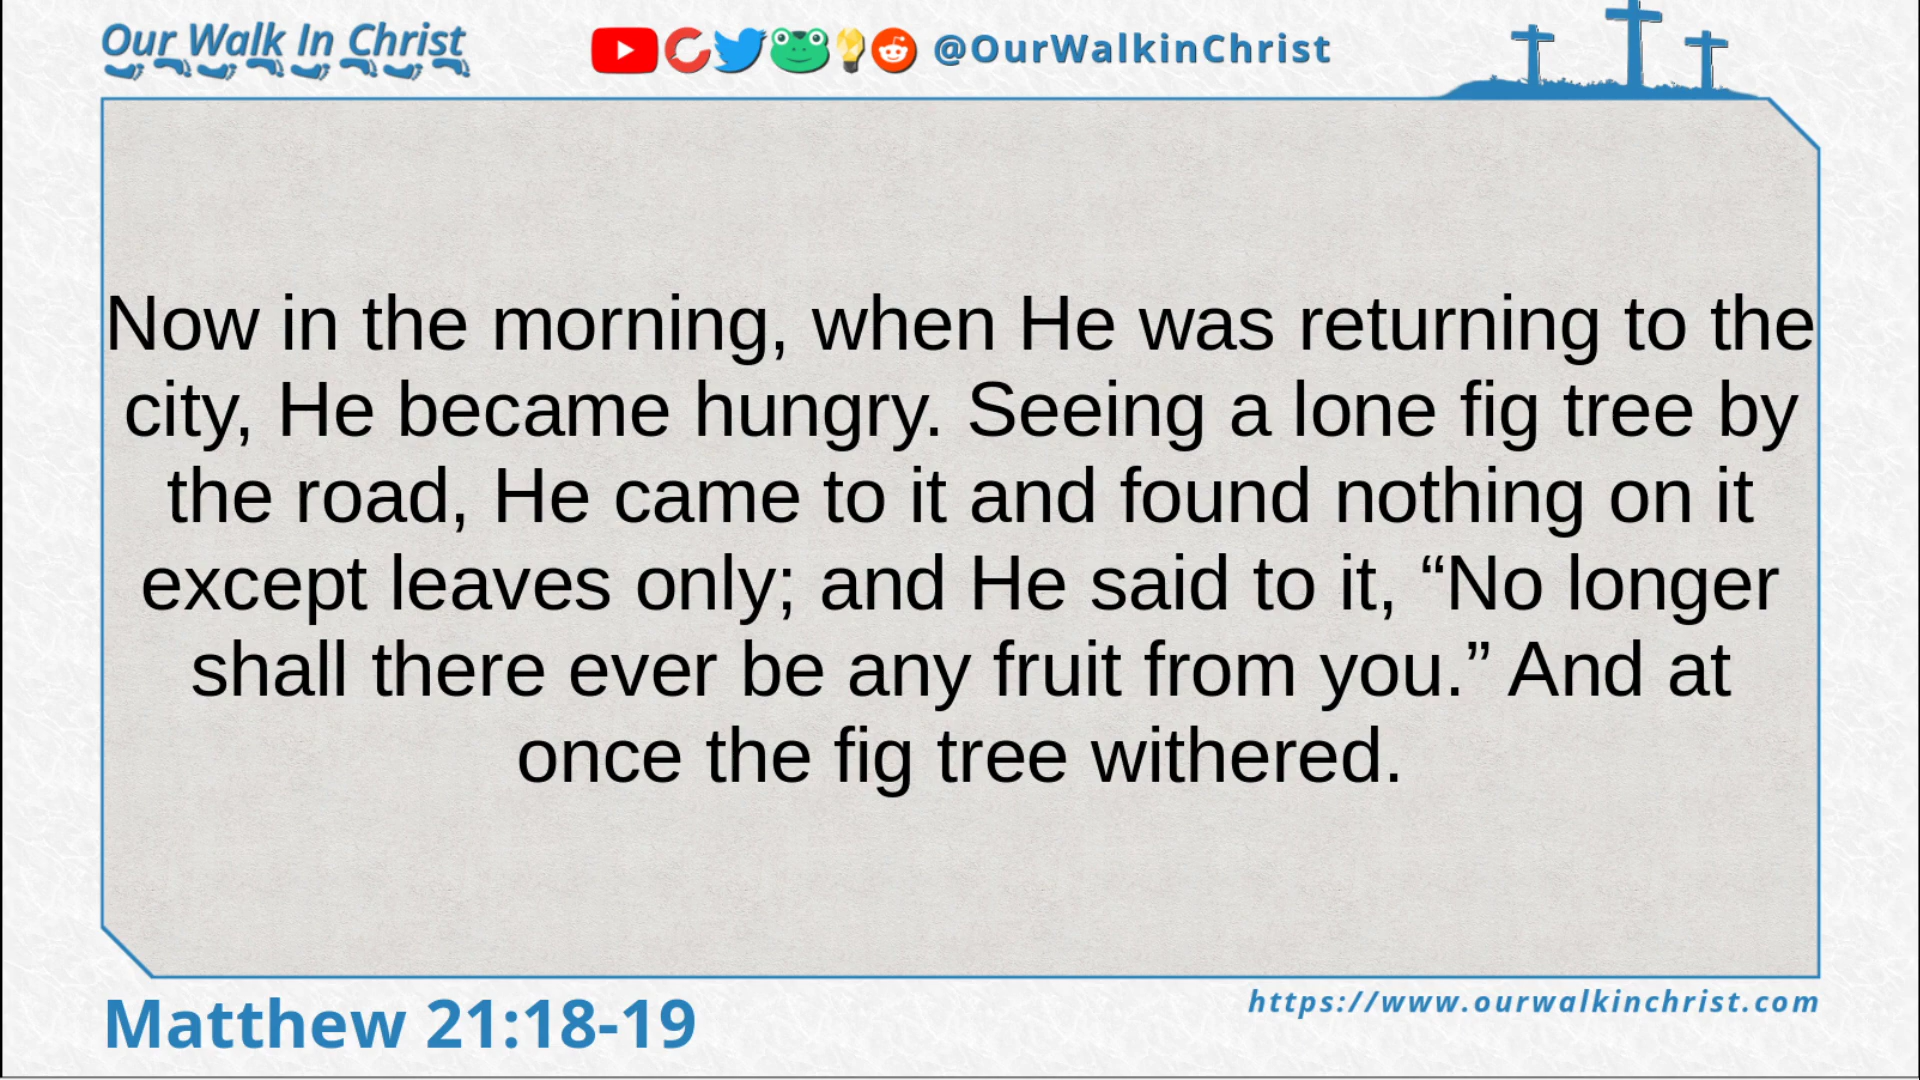 Our Walk In Christ
@OurWalkinChrist
Now in the morning, when He was returning to the
city, He became hungry. Seeing a lone fig tree by
the road, He came to it and found nothing on it
except leaves only; and He said to it, “No longer
shall there ever be any fruit from you.” And at
once the fig tree withered.
Matthew 21:18-19
https://www.ourwalkinchrist.com